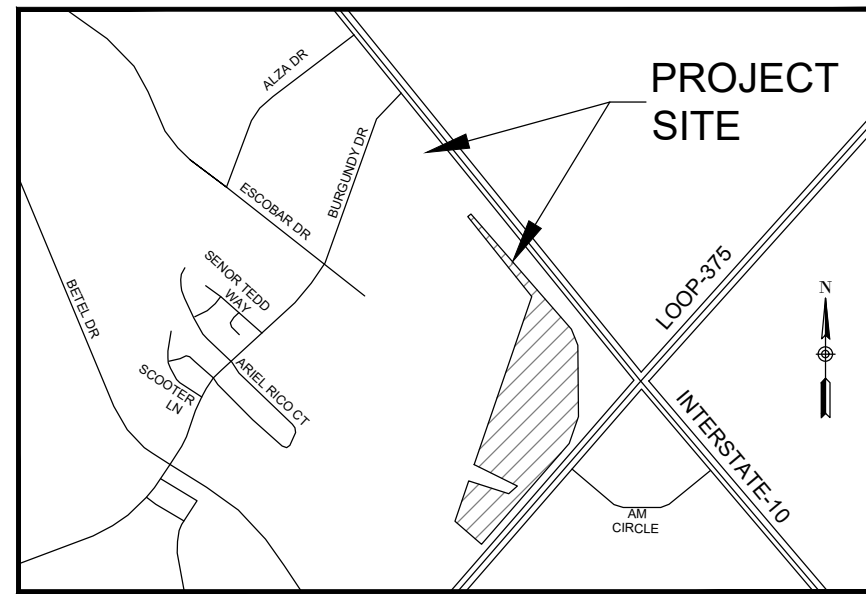 ALZA DR
PROJECT
SITE
BURGUNDY DR
ESCOBAR DR
SENOR TEDD
WAY
LOOP-375
BETEL DR
N
SCOOTER
LN
ARIEL RICO CT
INTERSTATE-10
AM
CIRCLE